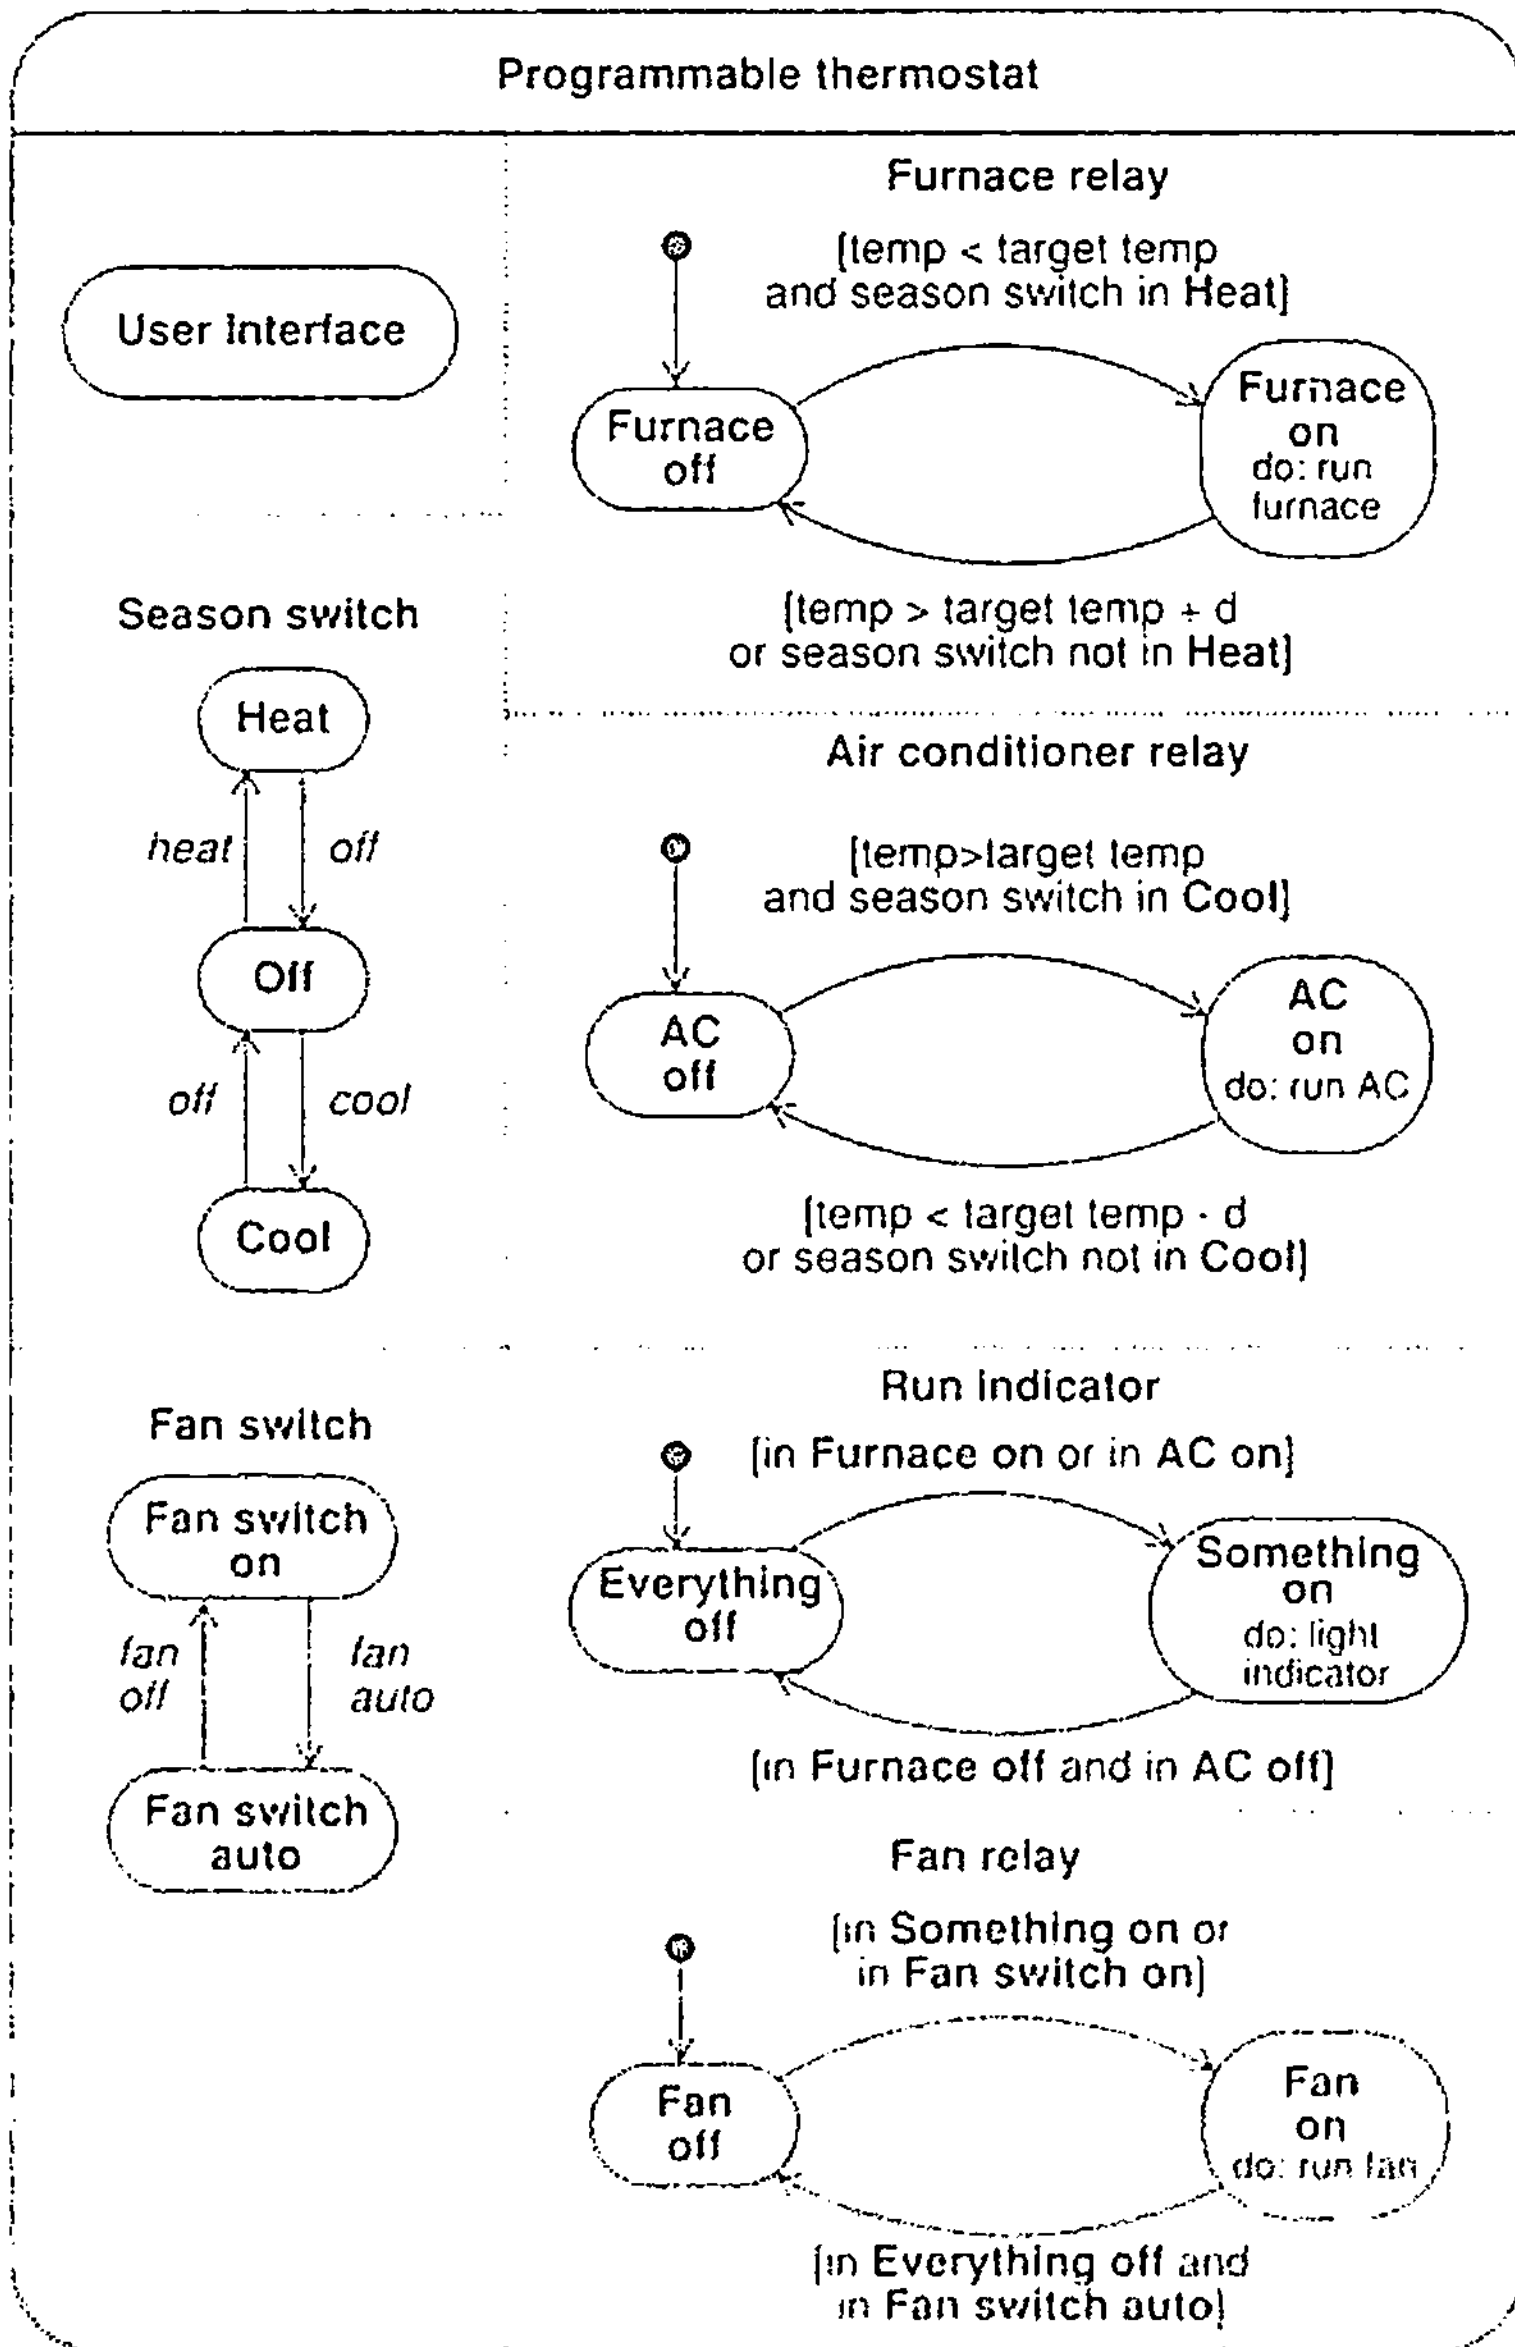 Programmable thermostat
User Interface
Furnace relay
[temp < target temp
and season switch in Heat]
Furnace
off
Furnace
on
do: run
furnace
[temp > target temp + d
or season switch not in Heat]
Season switch
Heat
heat
off
Off
off
cool
Cool
Air conditioner relay
[temp>target temp
and season switch in Cool]
AC
off
AC
on
do: run AC
[temp < target temp - d
or season switch not in Cool]
Fan switch
Fan switch
on
fan
off
fan
auto
Fan switch
auto
Run indicator
[in Furnace on or in AC on]
Everything
off
Something
on
do: light
indicator
[in Furnace off and in AC off]
Fan relay
[in Something on or
in Fan switch on]
Fan
off
Fan
on
do: run fan
[in Everything off and
in Fan switch auto]